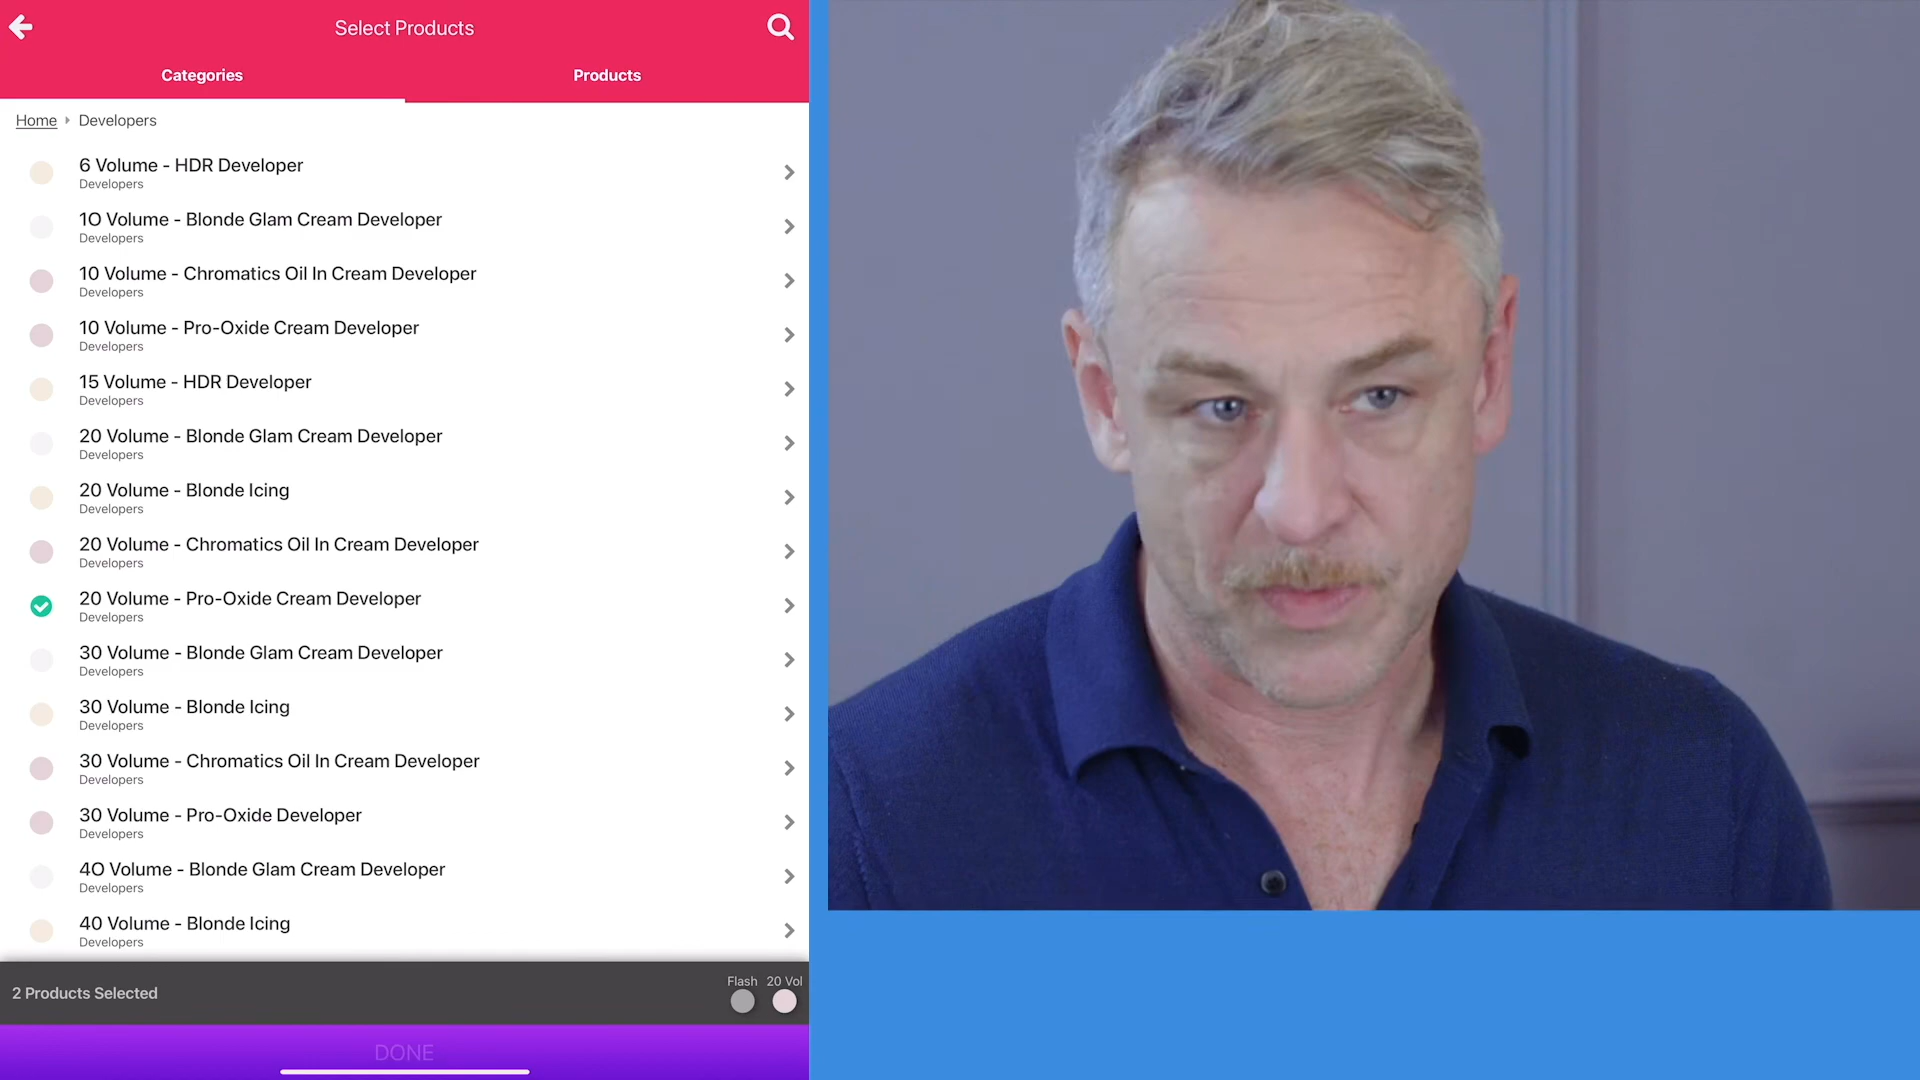 Select Products
Categories
Products
Home
Developers
6 Volume - HDR Developer
Developers
1O Volume - Blonde Glam Cream Developer
Developers
10 Volume - Chromatics Oil In Cream Developer
Developers
10 Volume - Pro-Oxide Cream Developer
Developers
15 Volume - HDR Developer
Developers
20 Volume - Blonde Glam Cream Developer
Developers
20 Volume - Blonde Icing
Developers
20 Volume - Chromatics Oil In Cream Developer
Developers
20 Volume - Pro-Oxide Cream Developer
Developers
30 Volume - Blonde Glam Cream Developer
Developers
30 Volume - Blonde Icing
Developers
30 Volume - Chromatics Oil In Cream Developer
Developers
30 Volume - Pro-Oxide Developer
Developers
4O Volume - Blonde Glam Cream Developer
Developers
40 Volume - Blonde Icing
Developers
2 Products Selected
Flash
20 Vol
DONE